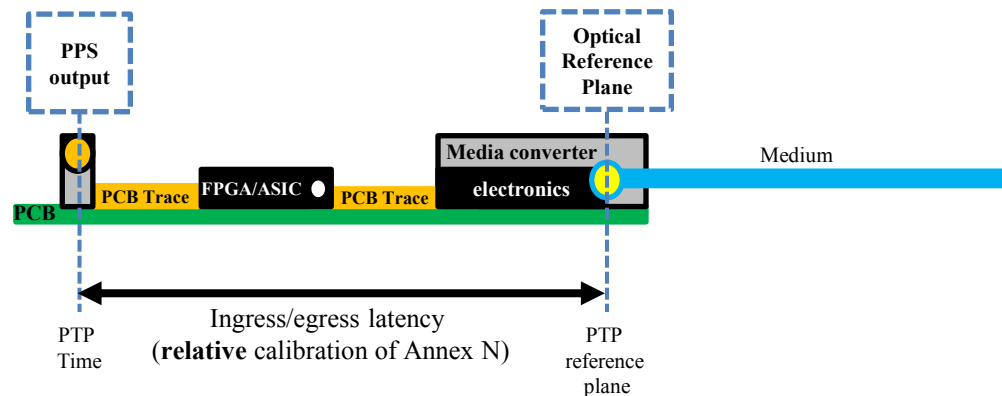 PPS
output
Optical
Reference
Plane
Media converter
electronics
Medium
FPGA/ASIC
PCB Trace
PCB Trace
PCB
Ingress/egress latency
(relative calibration of Annex N)
PTP
Time
PTP
reference
plane